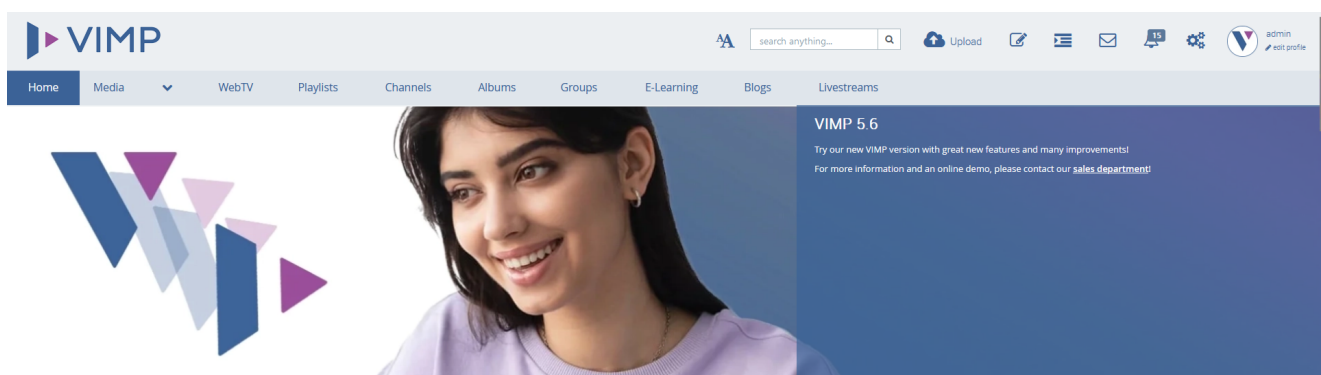 VIMP
AA
search anything...
Upload
15
admin
edit profile
Home Media WebTV Playlists Channels Albums Groups E-Learning Blogs Livestreams
VIMP 5.6
Try our new VIMP version with great new features and many improvements!
For more information and an online demo, please contact our sales department!